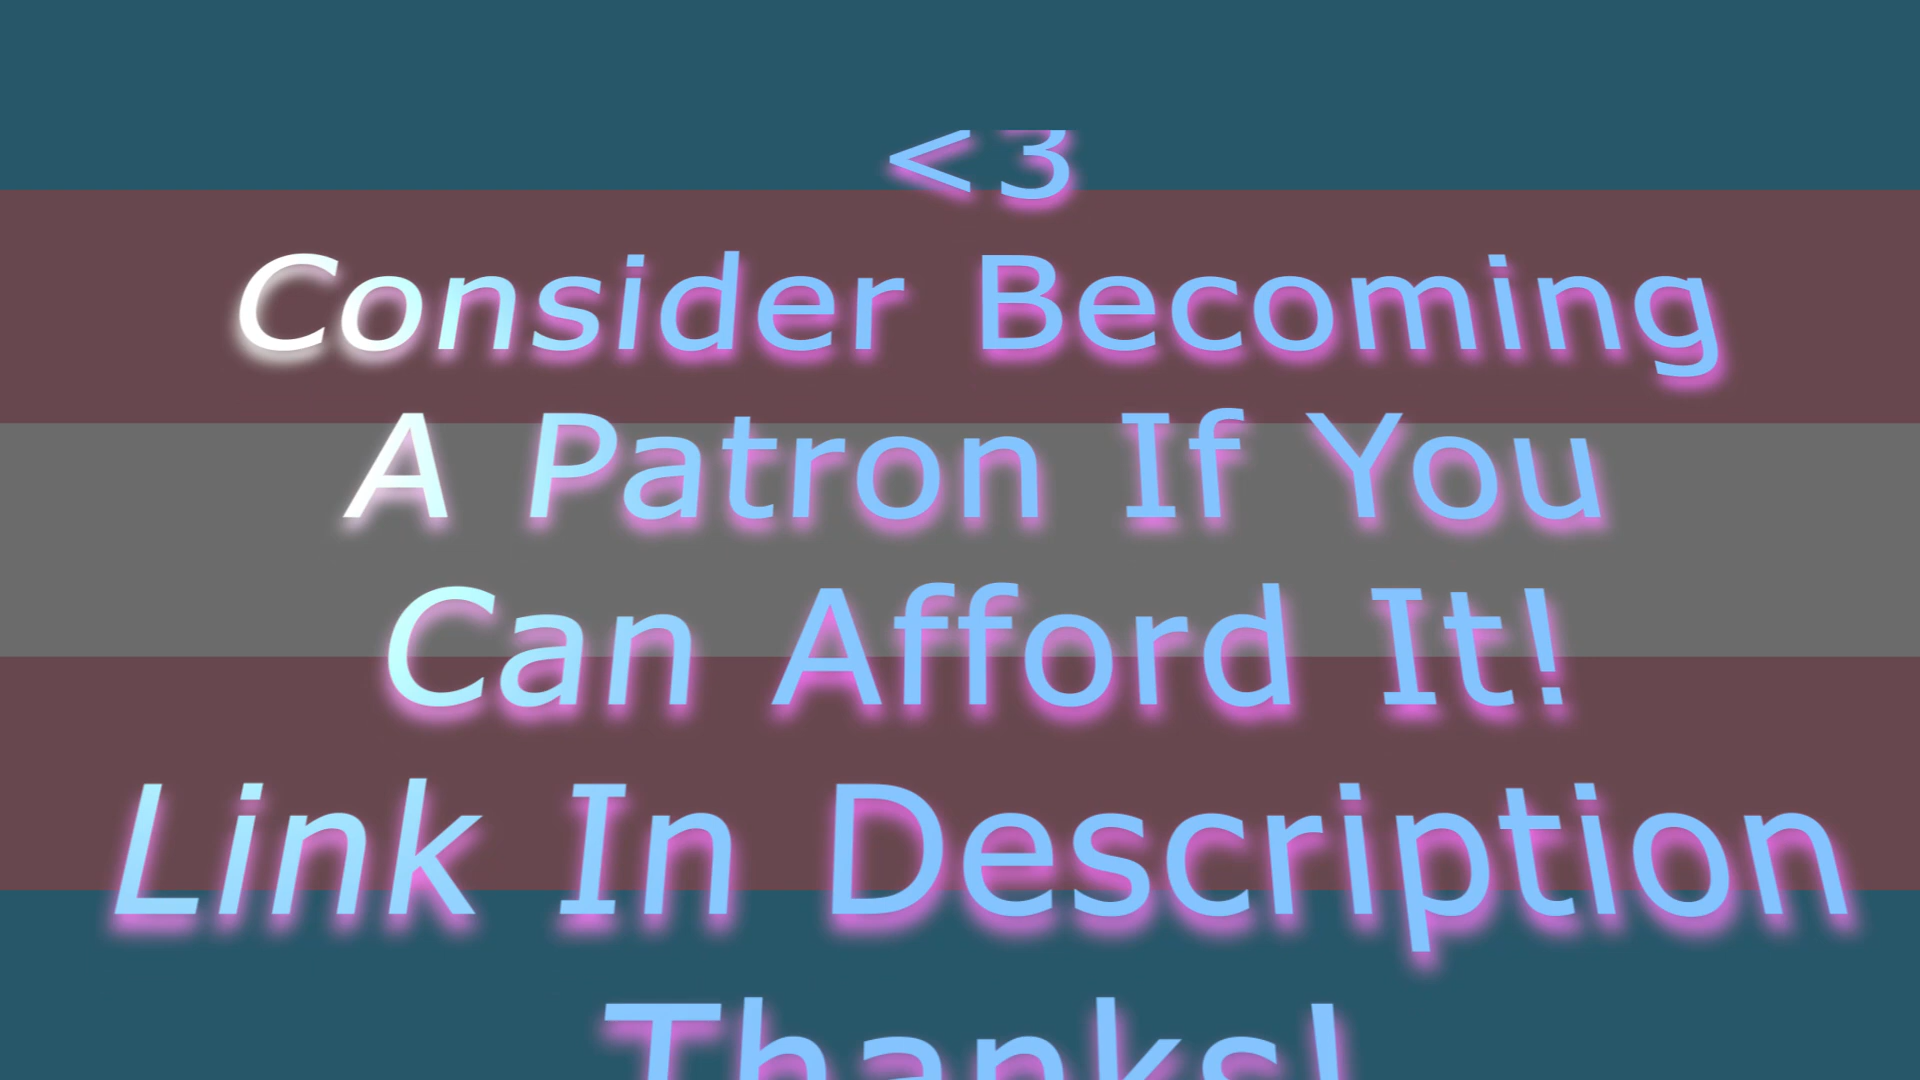 <3
Consider Becoming
A Patron If You
Can Afford It!
Link In Description
Thanks!